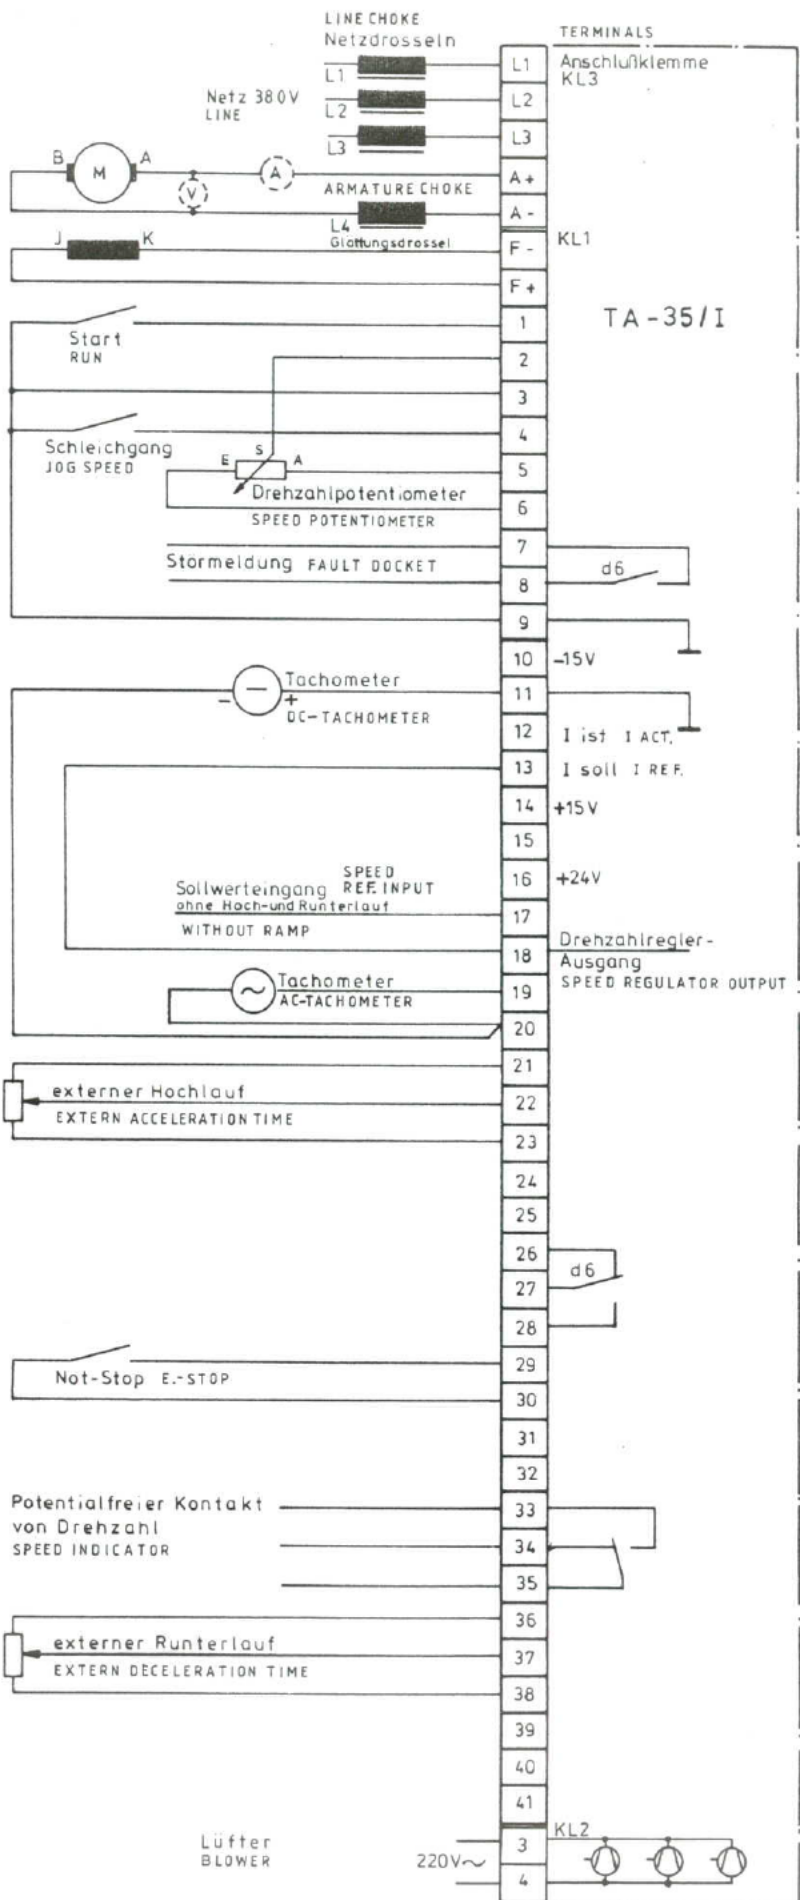 LINE CHOKE
Netzdrosseln
TERMINALS
L1
L1
Anschlußklemme
KL3
Netz 380V
LINE
L2
L2
L3
L3
B
M
A
A
A+
V
ARMATURE CHOKE
L4
A-
Glättungsdrossel
J
K
F-
KL1
F+
1
TA-35/I
Start
RUN
2
3
4
Schleichgang
JOG SPEED
E
S
A
5
Drehzahlpotentiometer
6
SPEED POTENTIOMETER
7
Störmeldung FAULT DOCKET
8
d6
9
10
-15V
Tachometer
-
+
11
DC-TACHOMETER
12
I ist I ACT.
13
I soll I REF.
14
+15V
15
SPEED
Sollwerteingang REF. INPUT
16
+24V
ohne Hoch-und Runterlauf
17
WITHOUT RAMP
18
Drehzahlregler-
Ausgang
SPEED REGULATOR OUTPUT
Tachometer
19
AC-TACHOMETER
20
21
externer Hochlauf
22
EXTERN ACCELERATION TIME
23
24
25
26
d6
27
28
29
Not-Stop E.-STOP
30
31
32
Potentialfreier Kontakt
33
von Drehzahl
34
SPEED INDICATOR
35
36
externer Runterlauf
37
EXTERN DECELERATION TIME
38
39
40
41
KL2
Lüfter
3
BLOWER
220V~
4